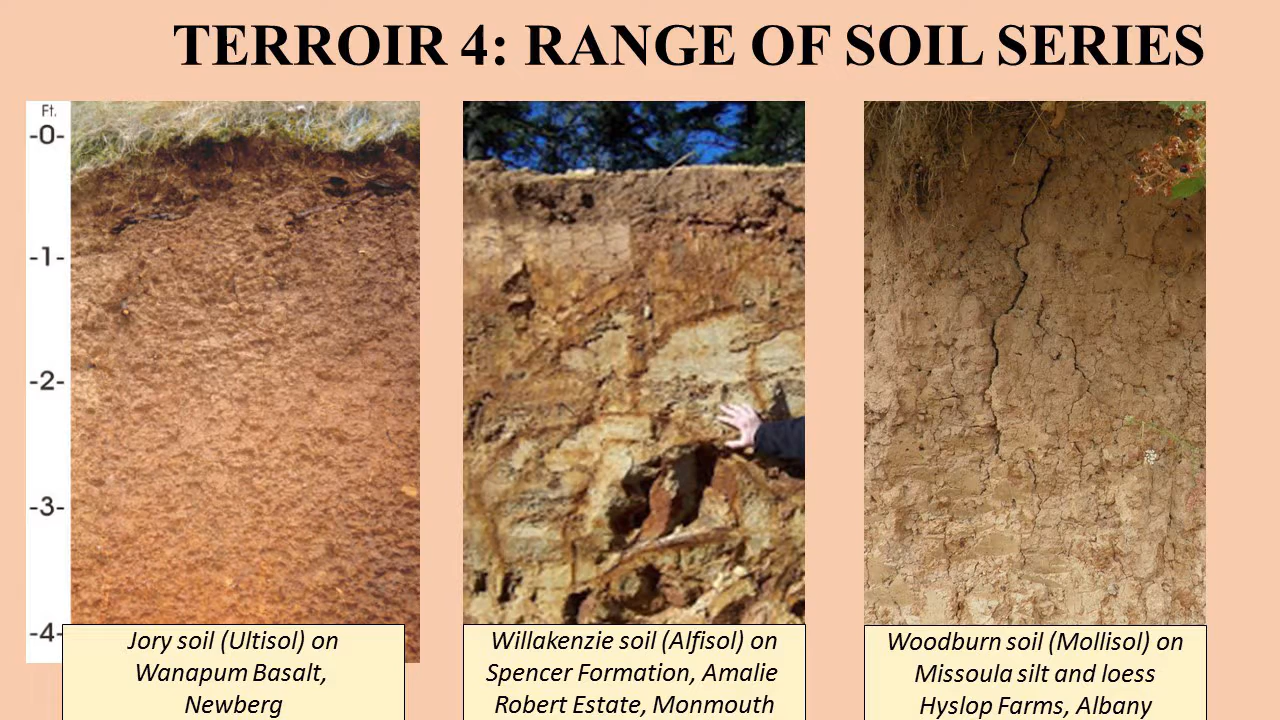 TERROIR 4: RANGE OF SOIL SERIES
Ft.
-0-
-1-
-2-
-3-
-4-
Jory soil (Ultisol) on
Wanapum Basalt,
Newberg
Willakenzie soil (Alfisol) on
Spencer Formation, Amalie
Robert Estate, Monmouth
Woodburn soil (Mollisol) on
Missoula silt and loess
Hyslop Farms, Albany